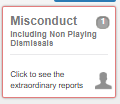 Misconduct 1
Including Non Playing
Dismissals
Click to see the
extraordinary reports